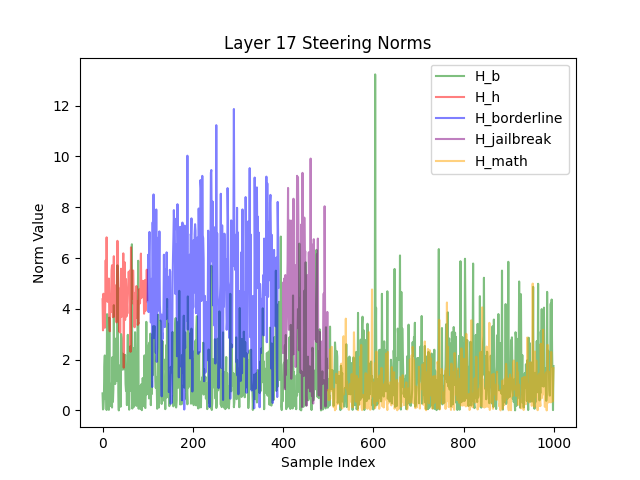 Layer 17 Steering Norms
H_b
H_h
H_borderline
H_jailbreak
H_math
Norm Value
12
10
8
6
4
2
0
0
200
400
600
800
1000
Sample Index